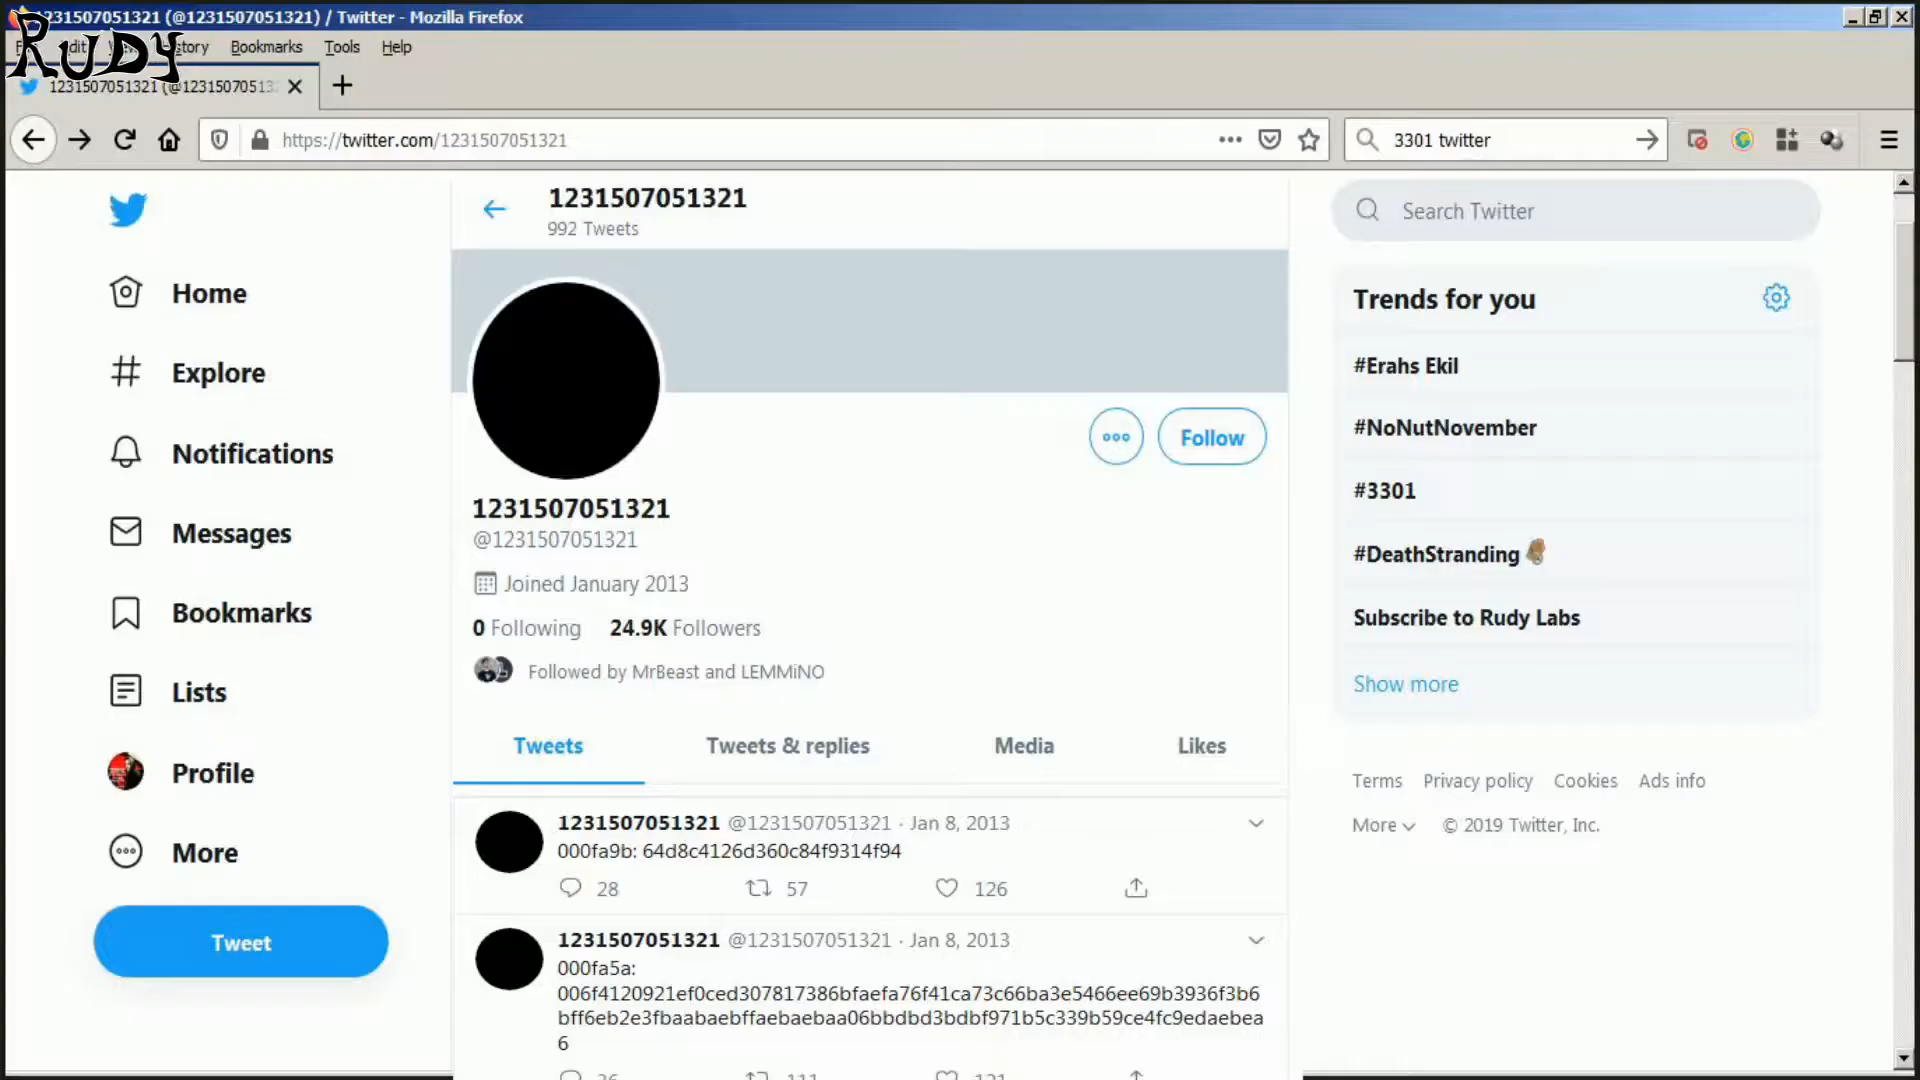 1231507051321 (@1231507051321) / Twitter - Mozilla Firefox
RUDY
Bookmarks Tools Help
1231507051321 (@123150705132
https://twitter.com/1231507051321
3301 twitter
1231507051321
992 Tweets
Search Twitter
Home
Explore
Notifications
Messages
Bookmarks
Lists
Profile
More
Tweet
Follow
1231507051321
@1231507051321
Joined January 2013
0 Following 24.9K Followers
Followed by MrBeast and LEMMiNO
Tweets Tweets & replies Media Likes
1231507051321 @1231507051321 · Jan 8, 2013
000fa9b: 64d8c4126d360c84f9314f94
28 57 126
1231507051321 @1231507051321 · Jan 8, 2013
000fa5a:
006f4120921ef0ced307817386bfaefa76f41ca73c66ba3e5466ee69b3936f3b6
bff6eb2e3fbaabaebffaebaebaa06bbdbd3bdbf971b5c339b59ce4fc9edaebea
6
Trends for you
#Erahs Ekil
#NoNutNovember
#3301
#DeathStranding
Subscribe to Rudy Labs
Show more
Terms Privacy policy Cookies Ads info
More © 2019 Twitter, Inc.